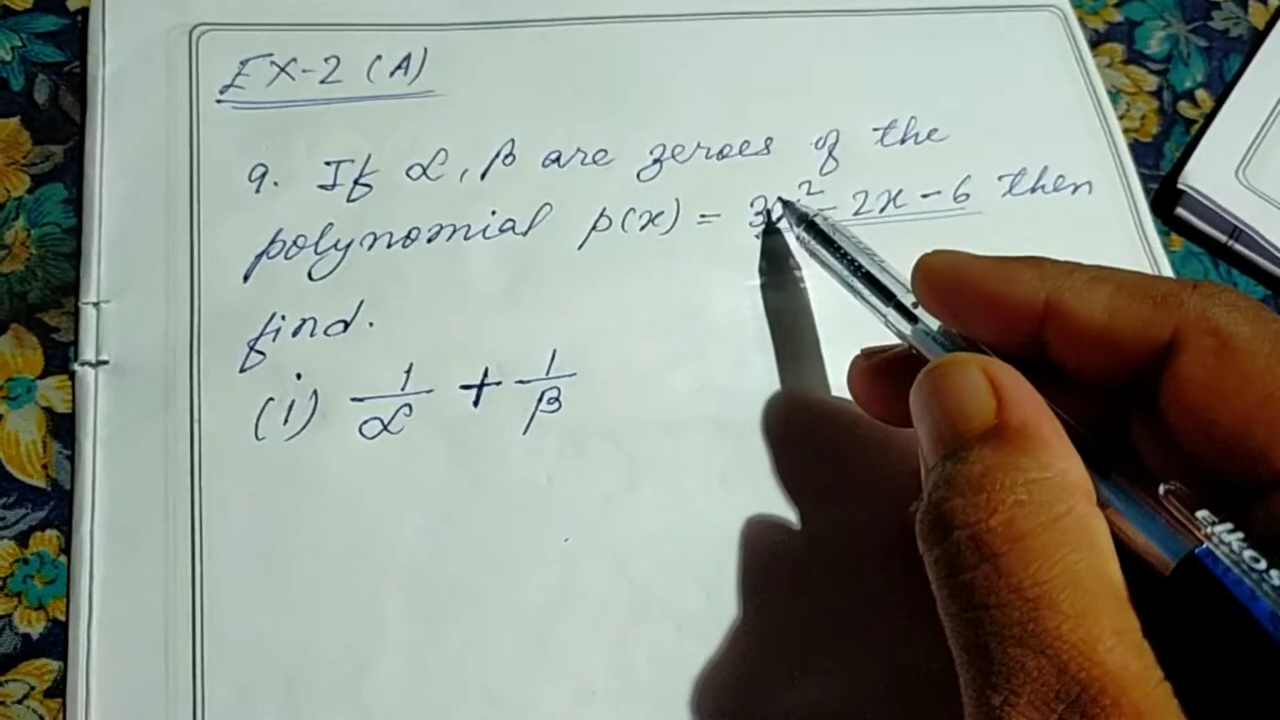 EX-2 (A)
9. If α, β are zeroes of the
polynomial p(x) = 3x² - 2x - 6 then
find.
(i) 1/α + 1/β
Elkos